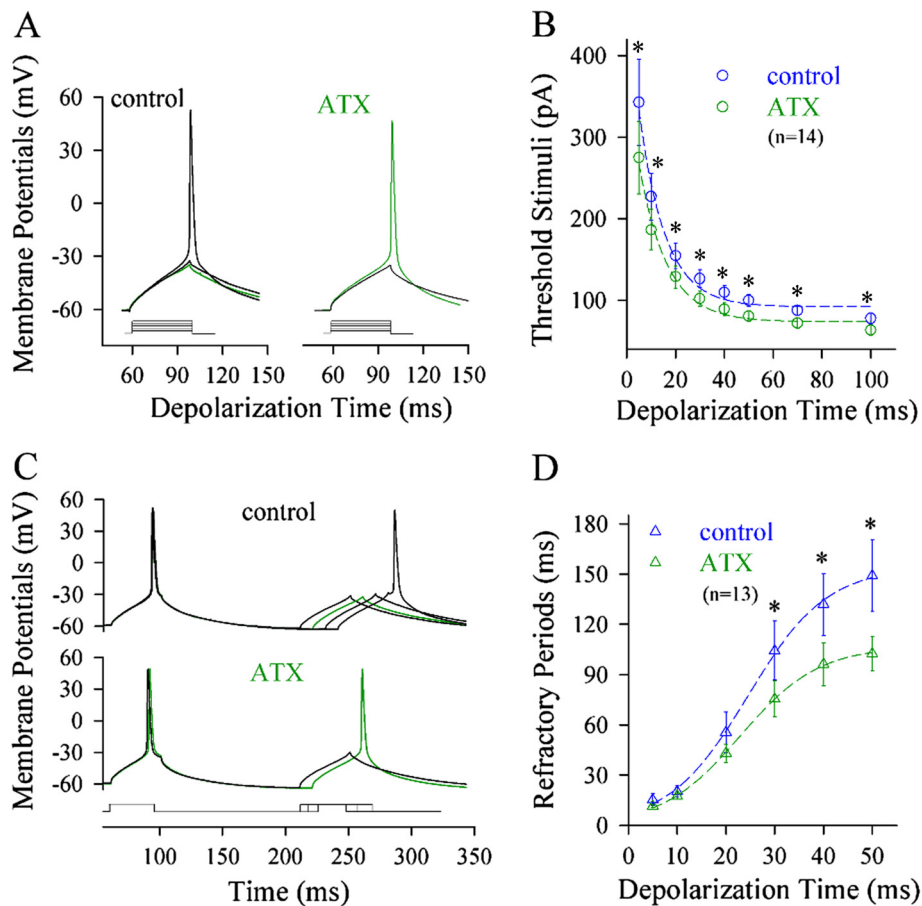 A
Membrane Potentials (mV)
60
30
0
-30
-60
control
ATX
60 90 120 150
60 90 120 150
Depolarization Time (ms)
B
Threshold Stimuli (pA)
400
300
200
100
control
ATX
(n=14)
* * * * * * * *
0 20 40 60 80 100
Depolarization Time (ms)
C
Membrane Potentials (mV)
60
30
0
-30
-60
control
60
30
0
-30
-60
ATX
100 150 200 250 300 350
Time (ms)
D
Refractory Periods (ms)
180
150
120
90
60
30
0
control
ATX
(n=13)
* * *
0 10 20 30 40 50
Depolarization Time (ms)